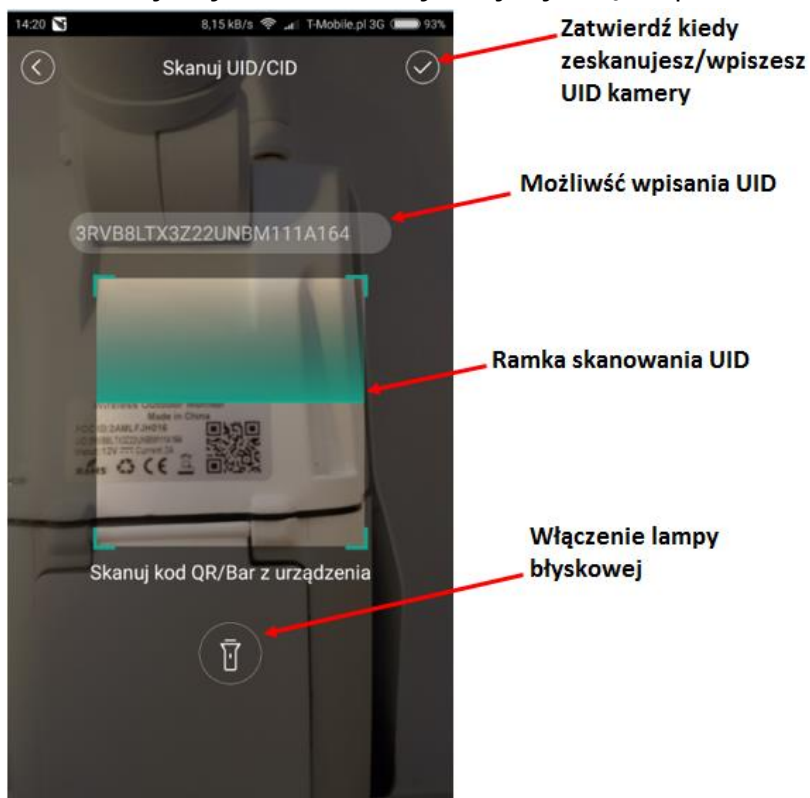 14:20
8,15 kB/s
T-Mobile.pl 3G
93%
Skanuj UID/CID
Zatwierdź kiedy
zeskanujesz/wpiszesz
UID kamery
Możliwść wpisania UID
3RVB8LTX3Z22UNBM111A164
Ramka skanowania UID
Made in China
Skanuj kod QR/Bar z urządzenia
Włączenie lampy
błyskowej